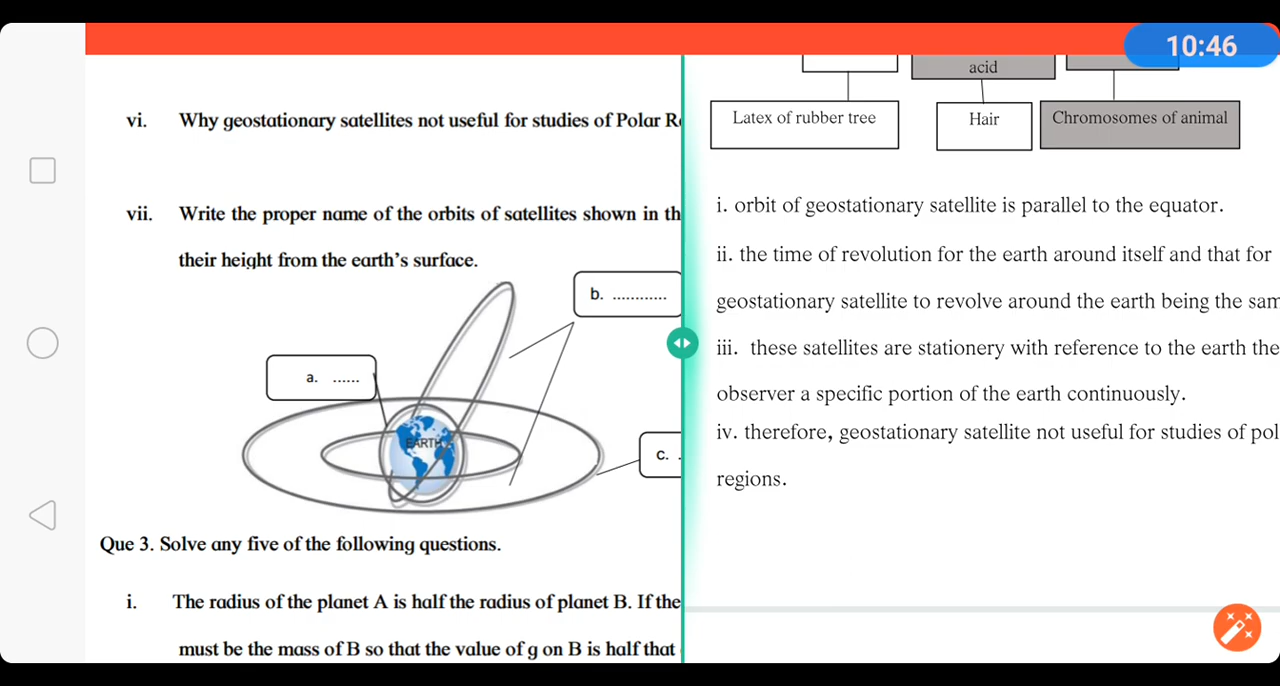 10:46
vi. Why geostationary satellites not useful for studies of Polar
vii. Write the proper name of the orbits of satellites shown in
their height from the earth's surface.
b. ............
a. ......
EARTH
c. .
Que 3. Solve any five of the following questions.
i. The radius of the planet A is half the radius of planet B. If the
must be the mass of B so that the value of g on B is half that
acid
Latex of rubber tree
Hair
Chromosomes of animal
i. orbit of geostationary satellite is parallel to the equator.
ii. the time of revolution for the earth around itself and that for
geostationary satellite to revolve around the earth being the
iii. these satellites are stationery with reference to the earth
observer a specific portion of the earth continuously.
iv. therefore, geostationary satellite not useful for studies of
regions.